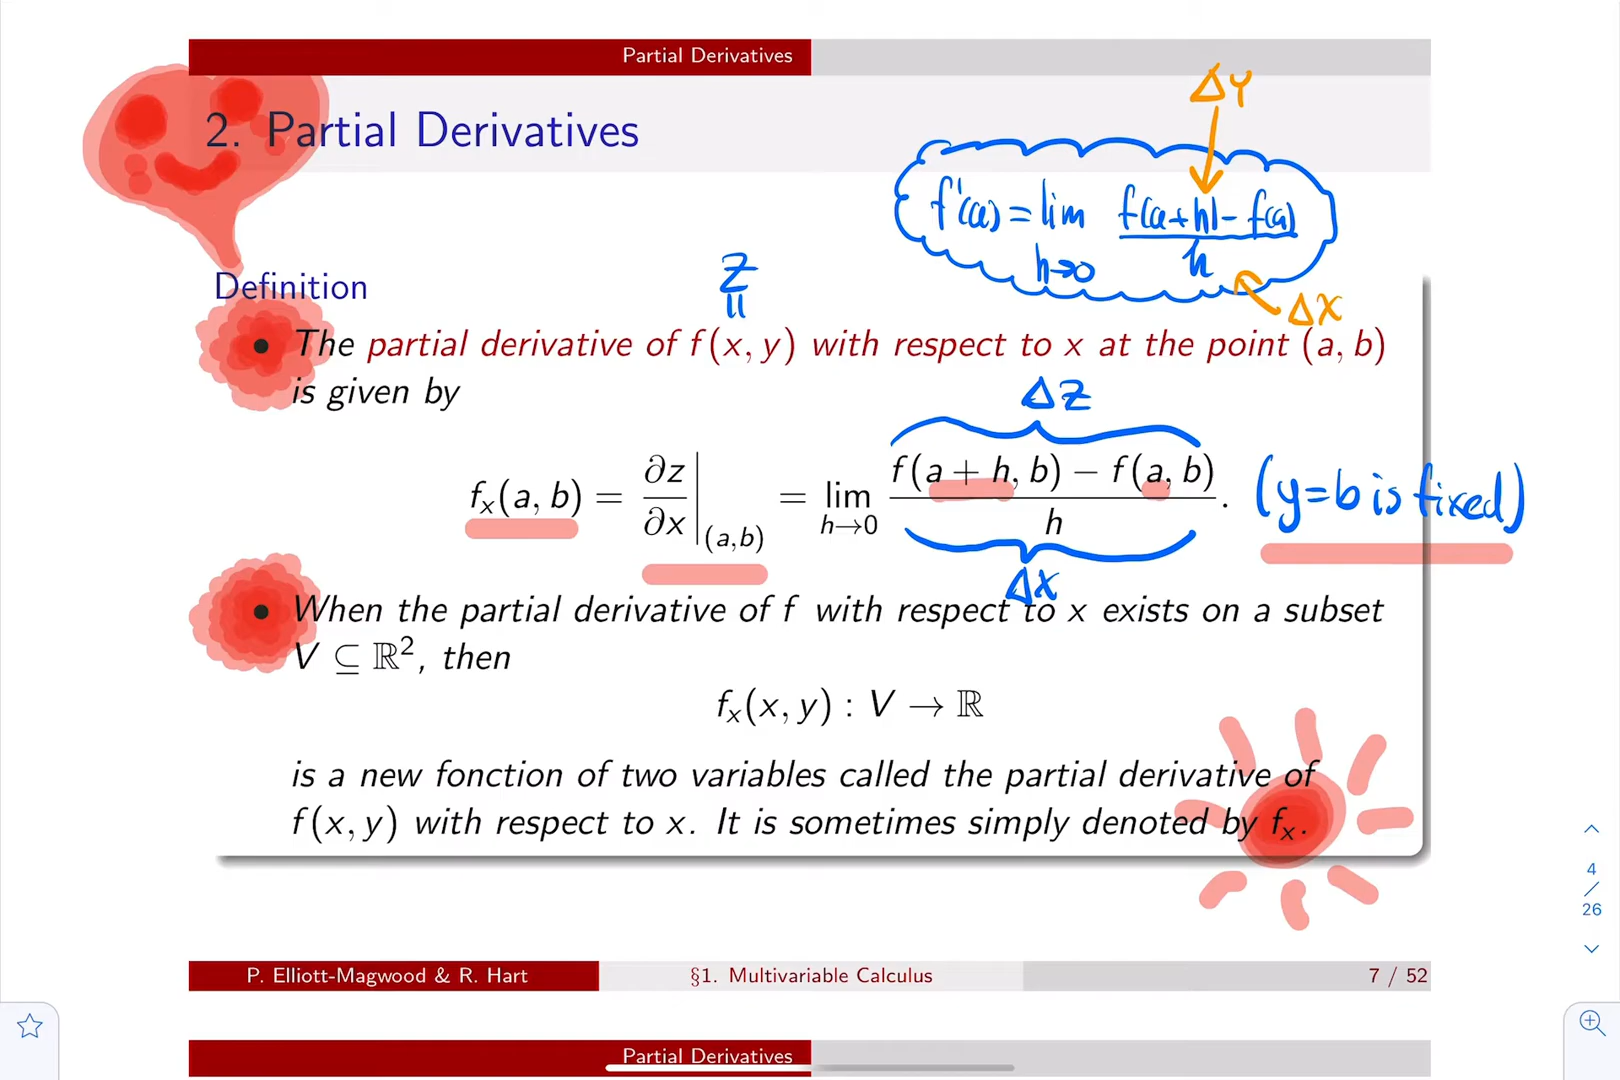 Partial Derivatives
ΔY
2. Partial Derivatives
f'(a) = lim h→0 f(a+h) - f(a) / h
Definition
z
=
ΔX
• The partial derivative of f(x, y) with respect to x at the point (a, b)
is given by
ΔZ
fₓ(a, b) = ∂z/∂x |(a,b) = lim h→0 f(a + h, b) − f(a, b) / h . (y=b is fixed)
ΔX
• When the partial derivative of f with respect to x exists on a subset
V ⊆ ℝ², then
fₓ(x, y) : V → ℝ
is a new fonction of two variables called the partial derivative of
f(x, y) with respect to x. It is sometimes simply denoted by fₓ.
4
/
26
P. Elliott-Magwood & R. Hart §1. Multivariable Calculus 7 / 52
Partial Derivatives